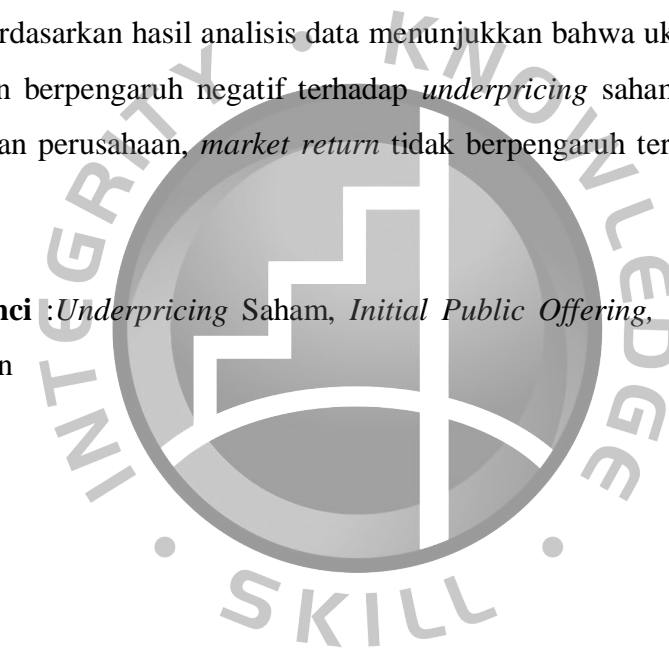 erdasarkan hasil analisis data menunjukkan bahwa uk
n berpengaruh negatif terhadap underpricing saham
an perusahaan, market return tidak berpengaruh ter
nci :Underpricing Saham, Initial Public Offering,
n
INTEGRITY • KNOWLEDGE • SKILL •